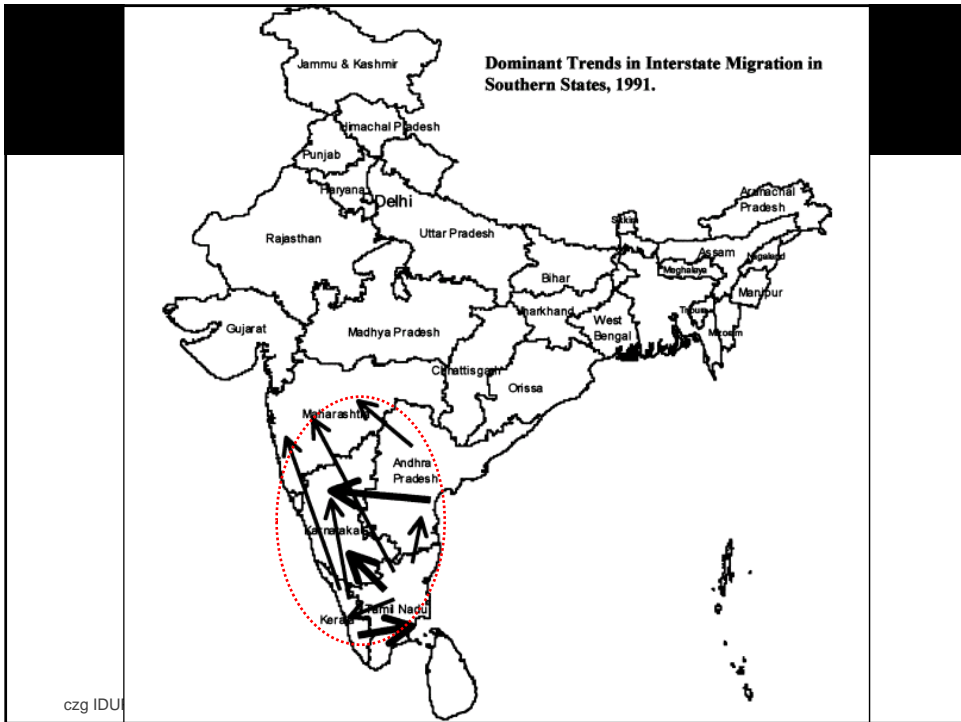 Dominant Trends in Interstate Migration in
Southern States, 1991.
Jammu & Kashmir
Himachal Pradesh
Punjab
Haryana
Delhi
Rajasthan
Uttar Pradesh
Sikkim
Arunachal
Pradesh
Assam
Nagaland
Meghalaya
Manipur
Bihar
Jharkhand
West
Bengal
Tripura
Mizoram
Gujarat
Madhya Pradesh
Chhattisgarh
Orissa
Maharashtra
Andhra
Pradesh
Karnataka
Tamil Nadu
Kerala
czg